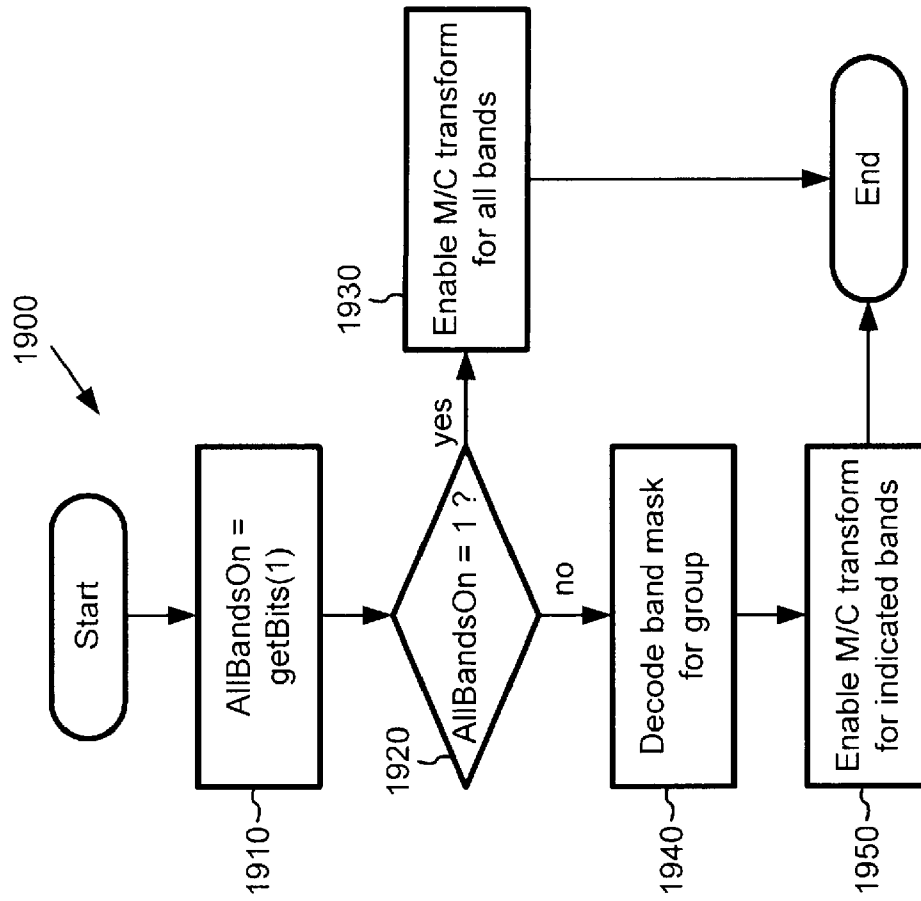 1900
Start
1910
AllBandsOn =
getBits(1)
1920
AllBandsOn = 1 ?
yes
no
1930
Enable M/C transform
for all bands
1940
Decode band mask
for group
1950
Enable M/C transform
for indicated bands
End